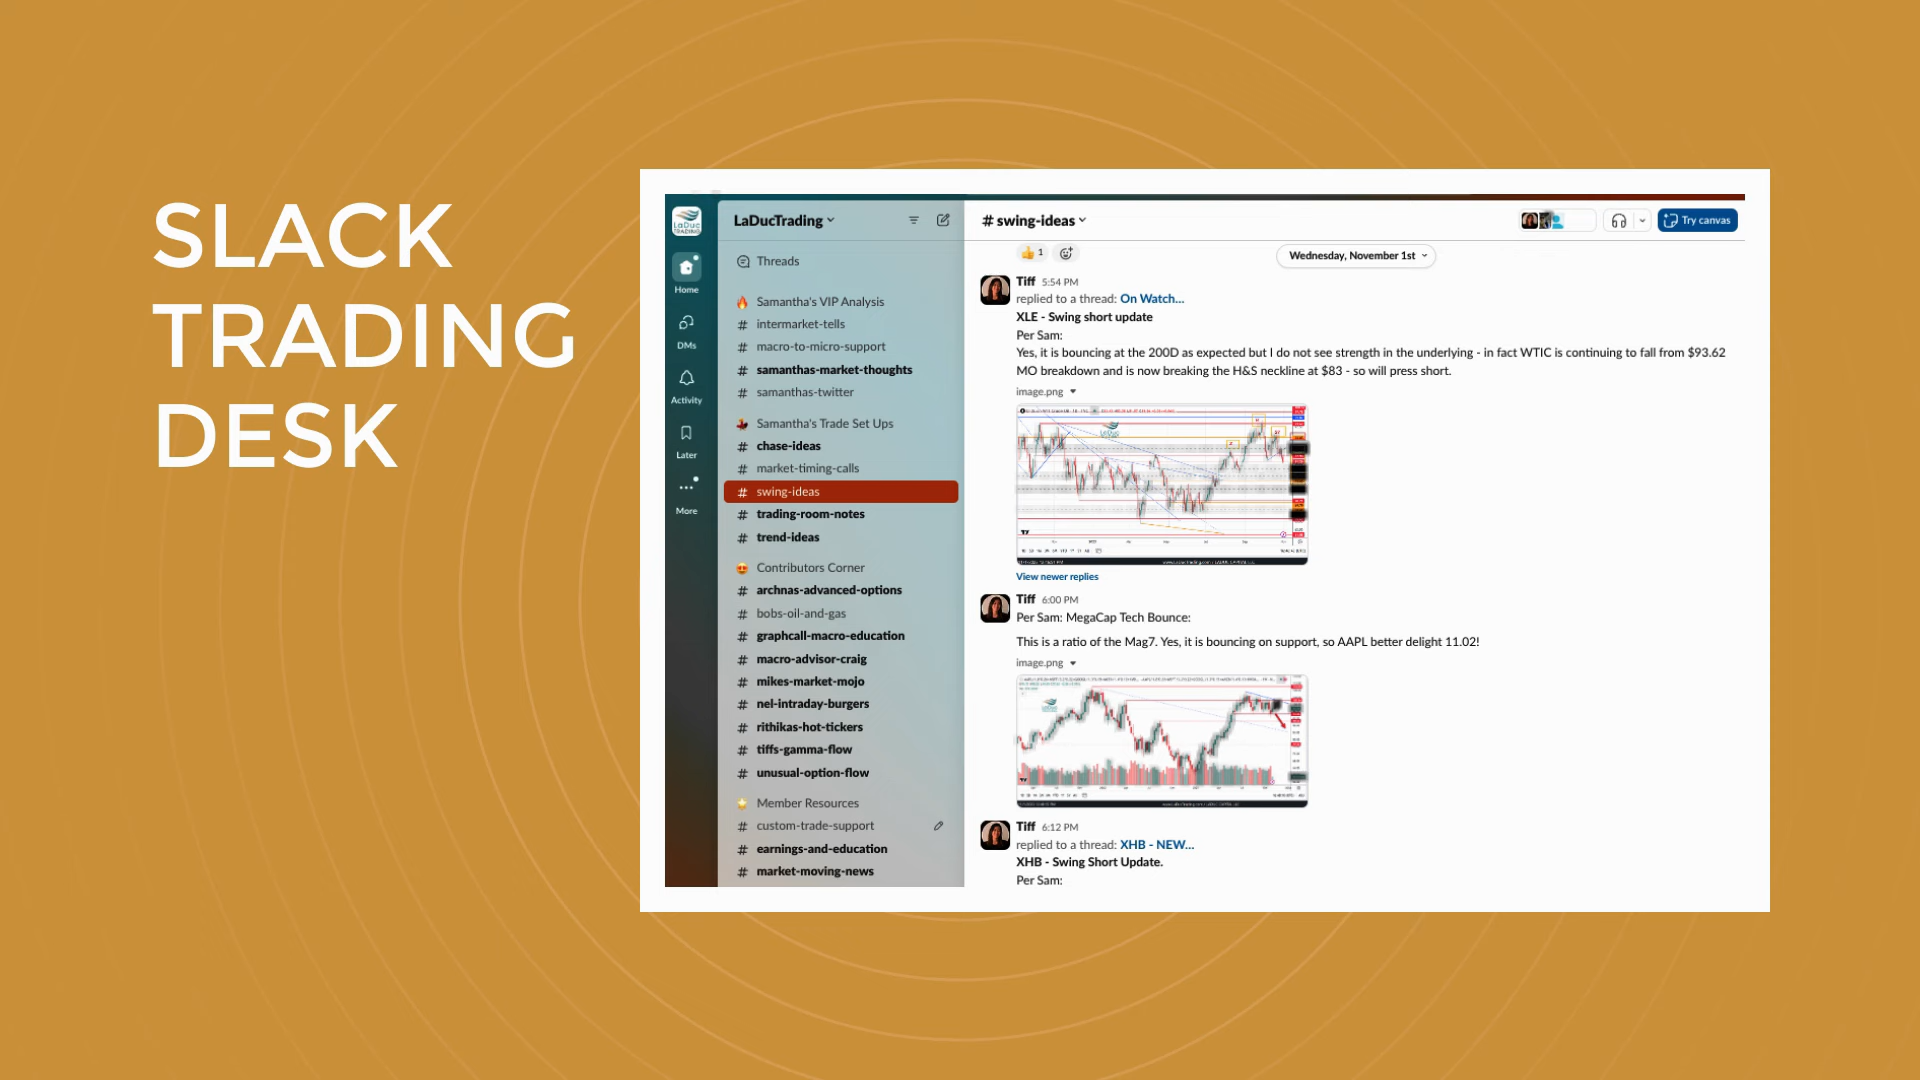 SLACK
TRADING
DESK
LaDuc
TRADING
Home
DMs
Activity
Later
More
LaDucTrading
Threads
Samantha's VIP Analysis
# intermarket-tells
# macro-to-micro-support
# samanthas-market-thoughts
# samanthas-twitter
Samantha's Trade Set Ups
# chase-ideas
# market-timing-calls
# swing-ideas
# trading-room-notes
# trend-ideas
Contributors Corner
# archnas-advanced-options
# bobs-oil-and-gas
# graphcall-macro-education
# macro-advisor-craig
# mikes-market-mojo
# nel-intraday-burgers
# rithikas-hot-tickers
# tiffs-gamma-flow
# unusual-option-flow
Member Resources
# custom-trade-support
# earnings-and-education
# market-moving-news
# swing-ideas
Try canvas
1
Wednesday, November 1st
Tiff 5:54 PM
replied to a thread: On Watch...
XLE - Swing short update
Per Sam:
Yes, it is bouncing at the 200D as expected but I do not see strength in the underlying - in fact WTIC is continuing to fall from $93.62
MO breakdown and is now breaking the H&S neckline at $83 - so will press short.
image.png
View newer replies
Tiff 6:00 PM
Per Sam: MegaCap Tech Bounce:
This is a ratio of the Mag7. Yes, it is bouncing on support, so AAPL better delight 11.02!
image.png
Tiff 6:12 PM
replied to a thread: XHB - NEW...
XHB - Swing Short Update.
Per Sam: